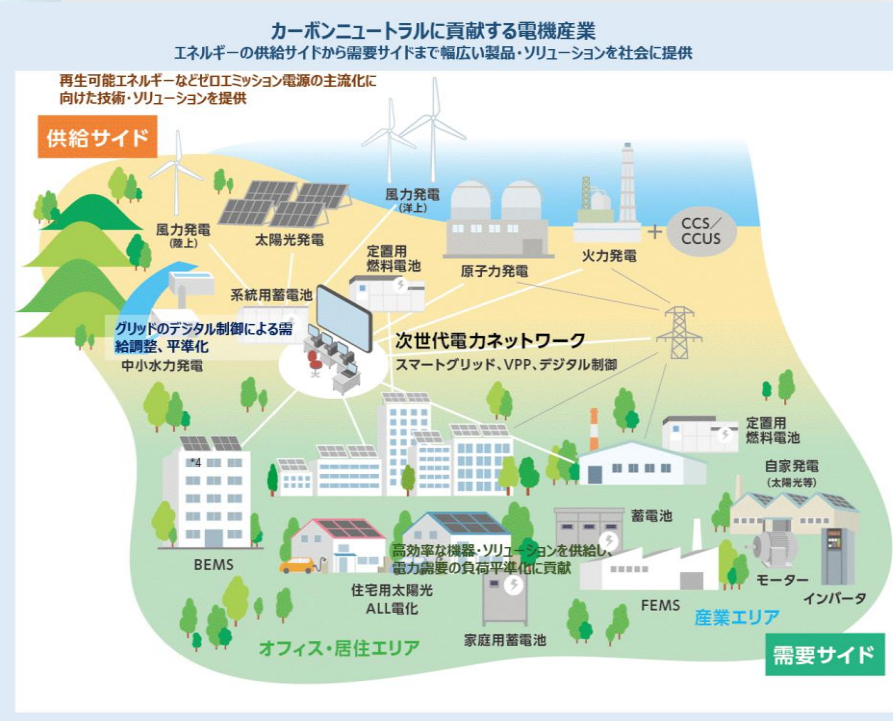 カーボンニュートラルに貢献する電機産業
エネルギーの供給サイドから需要サイドまで幅広い製品・ソリューションを社会に提供
再生可能エネルギーなどゼロエミッション電源の主流化に
向けた技術・ソリューションを提供
供給サイド
風力発電
(陸上)
太陽光発電
風力発電
(洋上)
定置用
燃料電池
原子力発電
火力発電
+
CCS/
CCUS
系統用蓄電池
グリッドのデジタル制御による需
給調整、平準化
中小水力発電
次世代電力ネットワーク
スマートグリッド、VPP、デジタル制御
定置用
燃料電池
自家発電
(太陽光等)
*4
BEMS
高効率な機器・ソリューションを供給し、
電力需要の負荷平準化に貢献
住宅用太陽光
ALL電化
家庭用蓄電池
蓄電池
FEMS
モーター
インバータ
オフィス・居住エリア
産業エリア
需要サイド